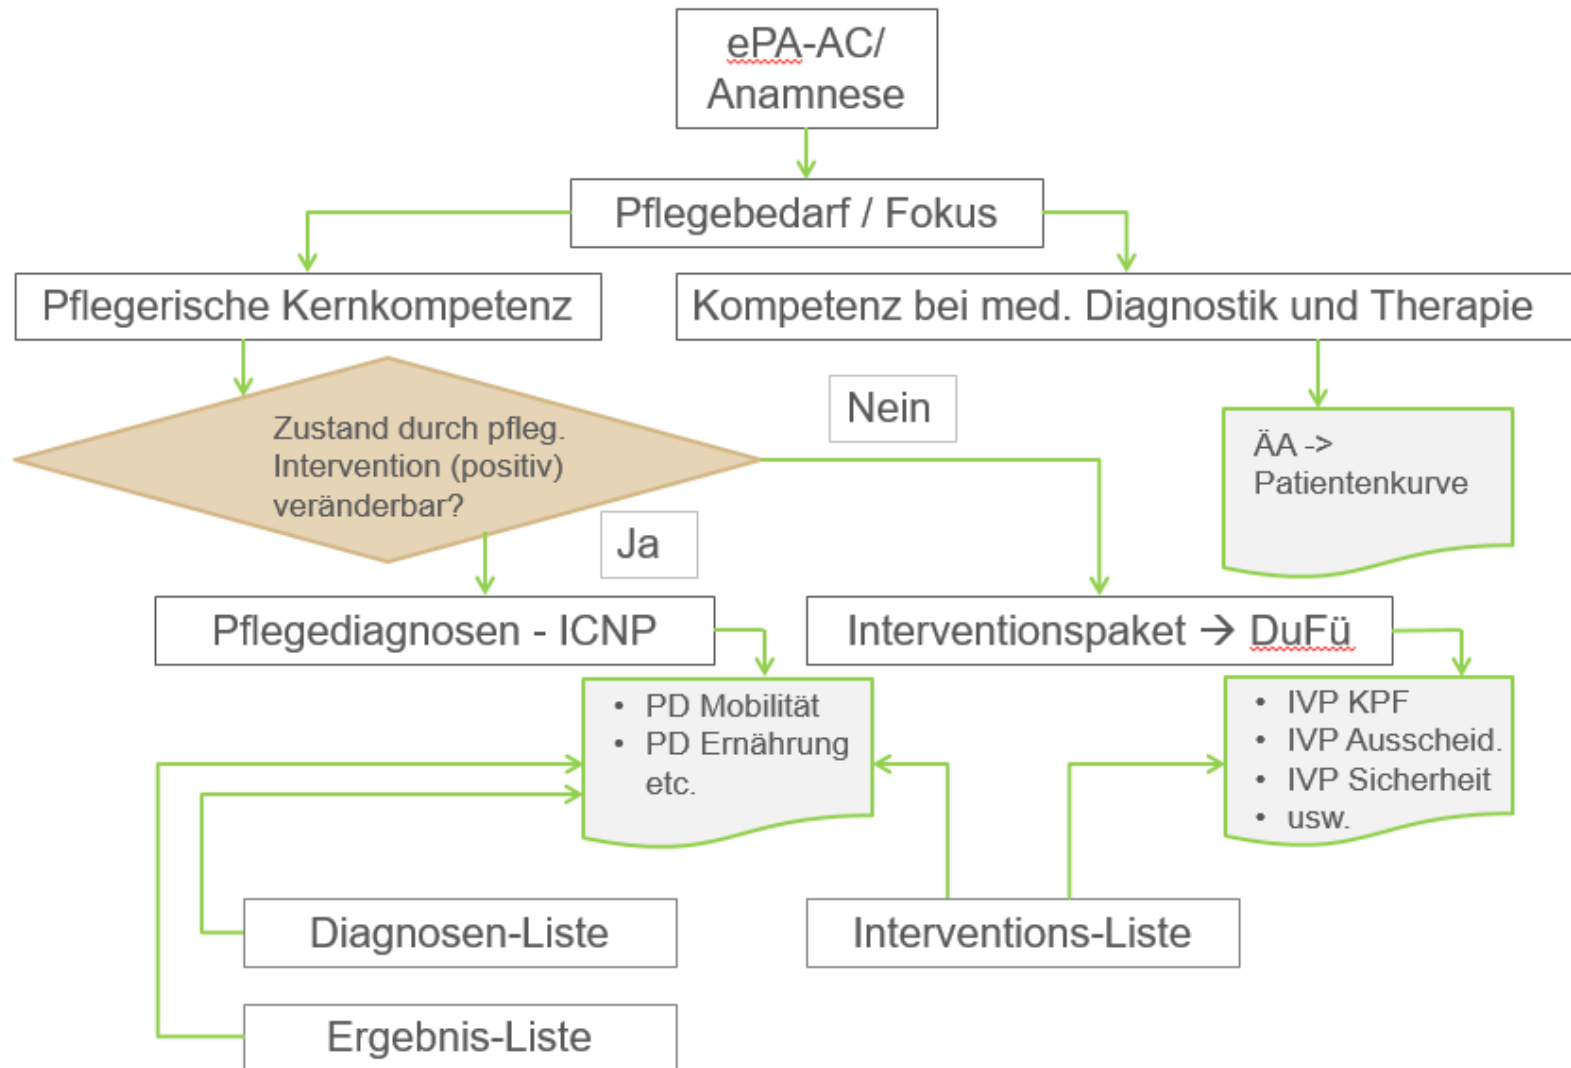 ePA-AC/
Anamnese
Pflegebedarf / Fokus
Pflegerische Kernkompetenz
Kompetenz bei med. Diagnostik und Therapie
Zustand durch pfleg.
Intervention (positiv)
veränderbar?
Nein
Ja
ÄA ->
Patientenkurve
Pflegediagnosen - ICNP
Interventionspaket → DuFü
• PD Mobilität
• PD Ernährung
etc.
• IVP KPF
• IVP Ausscheid.
• IVP Sicherheit
• usw.
Diagnosen-Liste
Interventions-Liste
Ergebnis-Liste